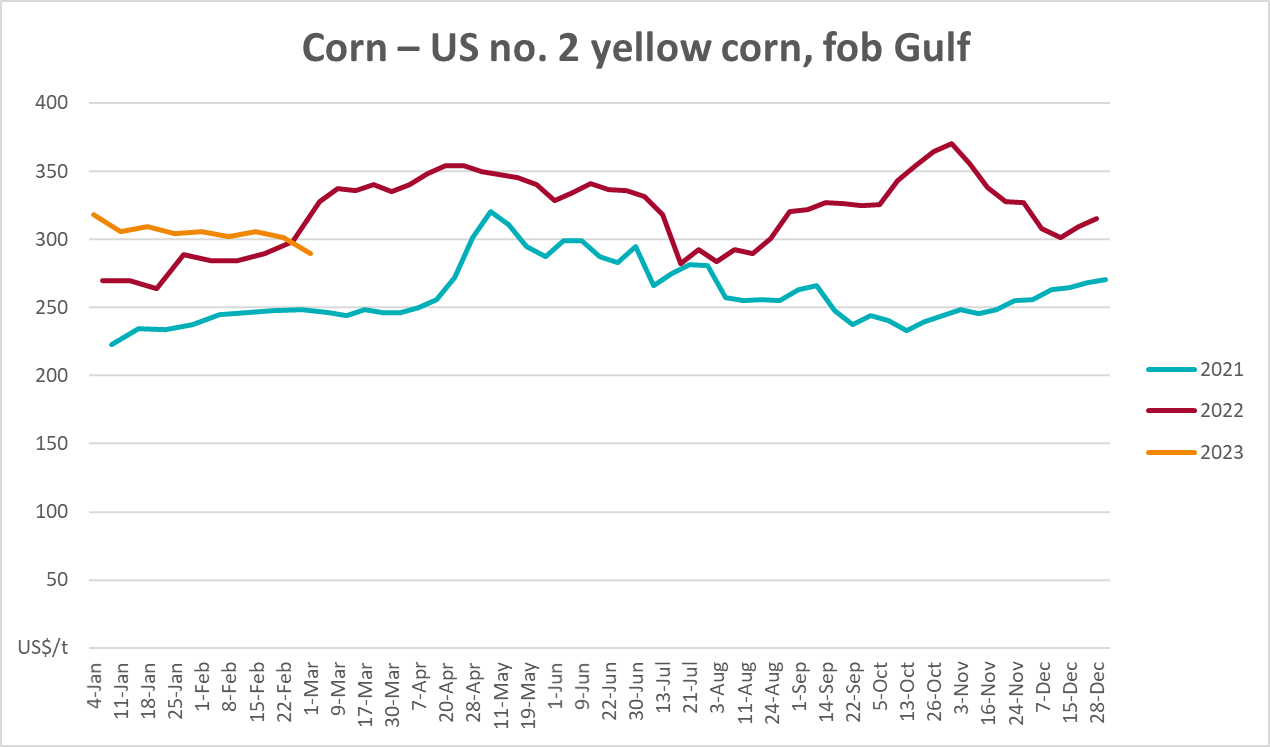 Corn – US no. 2 yellow corn, fob Gulf
400
350
300
250
200
150
100
50
US$/t
4-Jan
11-Jan
18-Jan
25-Jan
1-Feb
8-Feb
15-Feb
22-Feb
1-Mar
9-Mar
17-Mar
30-Mar
7-Apr
20-Apr
28-Apr
11-May
19-May
1-Jun
9-Jun
22-Jun
30-Jun
13-Jul
21-Jul
3-Aug
11-Aug
24-Aug
1-Sep
14-Sep
22-Sep
5-Oct
13-Oct
26-Oct
3-Nov
16-Nov
24-Nov
7-Dec
15-Dec
28-Dec
2021
2022
2023